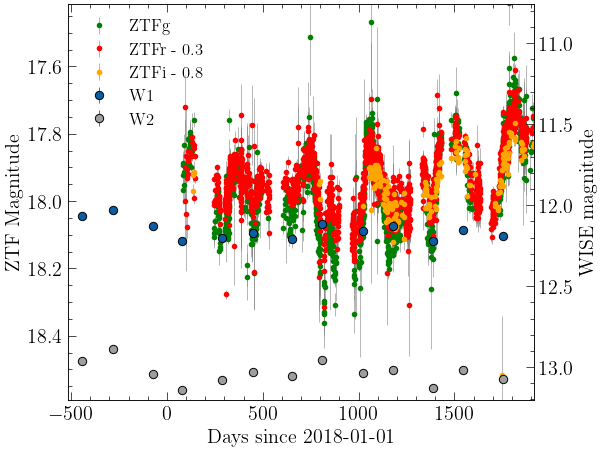 ZTFg
ZTFr - 0.3
ZTFi - 0.8
W1
W2
17.6
17.8
18.0
18.2
18.4
ZTF Magnitude
11.0
11.5
12.0
12.5
13.0
WISE magnitude
−500
0
500
1000
1500
Days since 2018-01-01